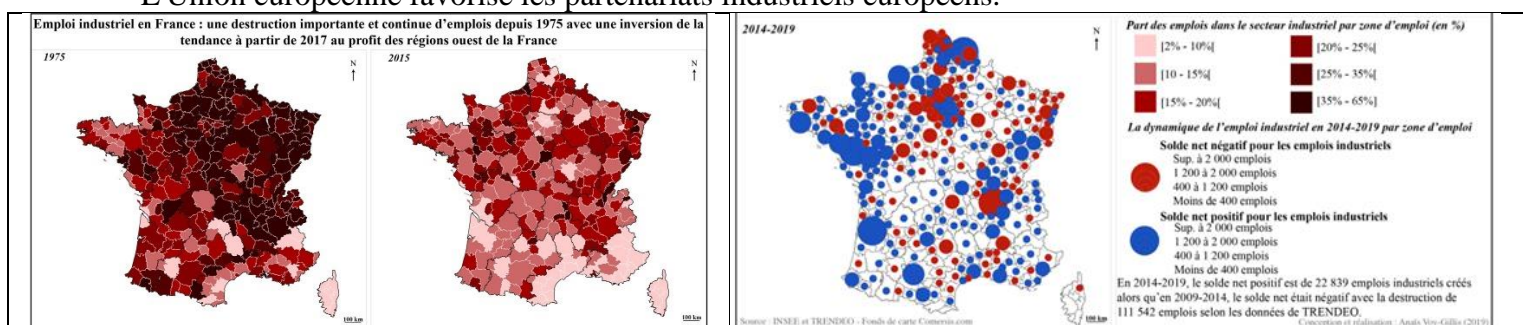 L'Union européenne favorise les partenariats industriels européens.
Emploi industriel en France : une destruction importante et continue d'emplois depuis 1975 avec une inversion de la
tendance à partir de 2017 au profit des régions ouest de la France
1975
N
2015
N
100 km
100 km
2014-2019
N
100 km
Source : INSEE et TRENDEO - Fonds de carte Comersis.com
Part des emplois dans le secteur industriel par zone d'emploi (en %)
[2% - 10%[
[20% - 25%[
[10 - 15%[
[25% - 35%[
[15% - 20%[
[35% - 65%]
La dynamique de l'emploi industriel en 2014-2019 par zone d'emploi
Solde net négatif pour les emplois industriels
Sup. à 2 000 emplois
1 200 à 2 000 emplois
400 à 1 200 emplois
Moins de 400 emplois
Solde net positif pour les emplois industriels
Sup. à 2 000 emplois
1 200 à 2 000 emplois
400 à 1 200 emplois
Moins de 400 emplois
En 2014-2019, le solde net positif est de 22 839 emplois industriels créés
alors qu'en 2009-2014, le solde net était négatif avec la destruction de
111 542 emplois selon les données de TRENDEO.
Conception et réalisation : Anaïs Voy-Gillis (2019)